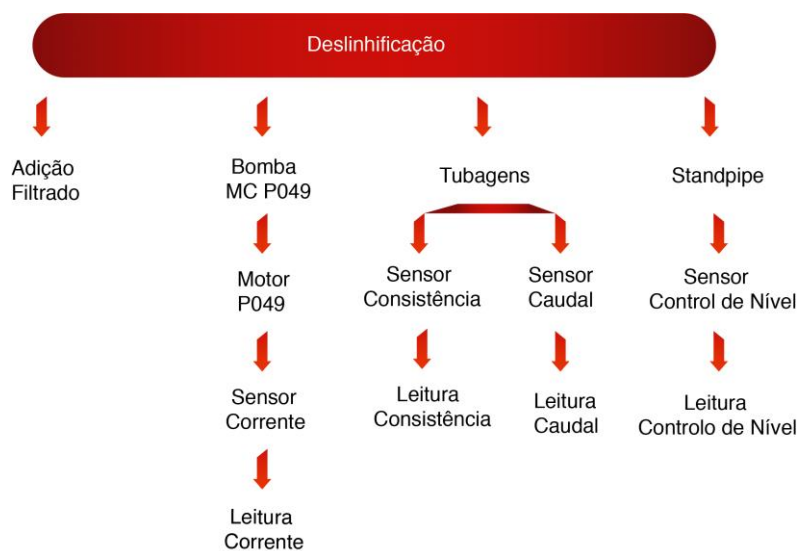 Deslinhificação
Adição
Filtrado
Bomba
MC P049
Tubagens
Standpipe
Motor
P049
Sensor
Consistência
Sensor
Caudal
Sensor
Control de Nível
Sensor
Corrente
Leitura
Consistência
Leitura
Caudal
Leitura
Controlo de Nível
Leitura
Corrente